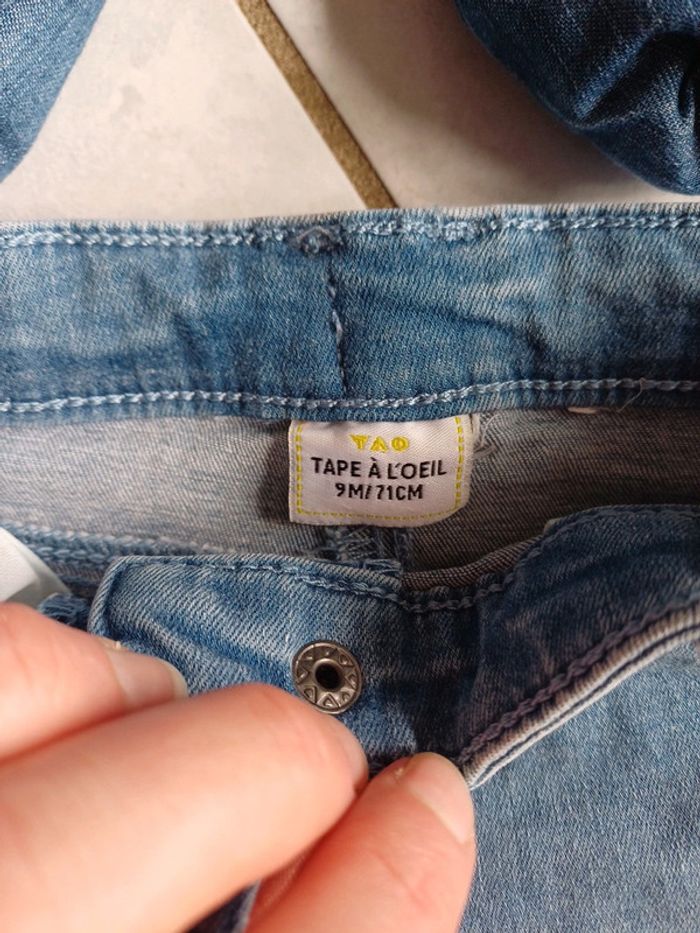 TAO
TAPE À L'OEIL
9M/71CM